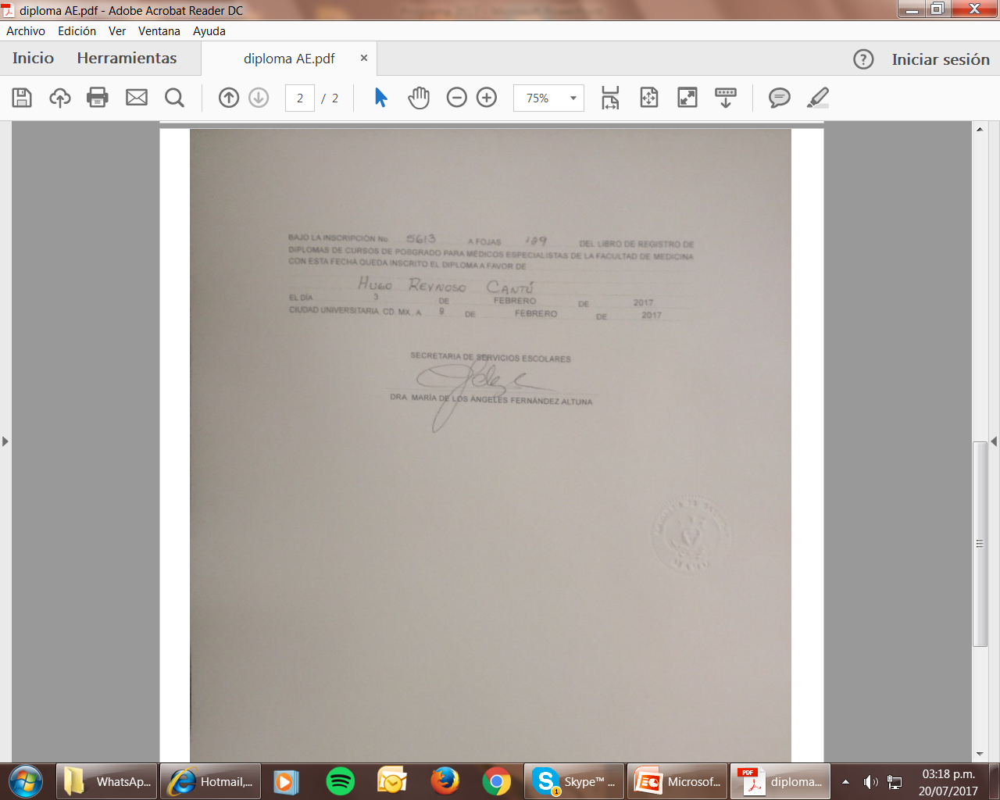 diploma AE.pdf - Adobe Acrobat Reader DC
Archivo Edición Ver Ventana Ayuda
Inicio Herramientas diploma AE.pdf × ? Iniciar sesión
2 / 2 75%
BAJO LA INSCRIPCIÓN No. 5613 A FOJAS 129 DEL LIBRO DE REGISTRO DE
DIPLOMAS DE CURSOS DE POSGRADO PARA MÉDICOS ESPECIALISTAS DE LA FACULTAD DE MEDICINA
CON ESTA FECHA QUEDA INSCRITO EL DIPLOMA A FAVOR DE
HUGO REYNOSO CANTÚ
EL DÍA 3 DE FEBRERO DE 2017
CIUDAD UNIVERSITARIA, CD. MX., A 9 DE FEBRERO DE 2017
SECRETARIA DE SERVICIOS ESCOLARES
DRA. MARÍA DE LOS ÁNGELES FERNÁNDEZ ALTUNA
WhatsAp... Hotmail,... Skype™ ... 1 Microsof... PDF diploma... 03:18 p.m.
20/07/2017